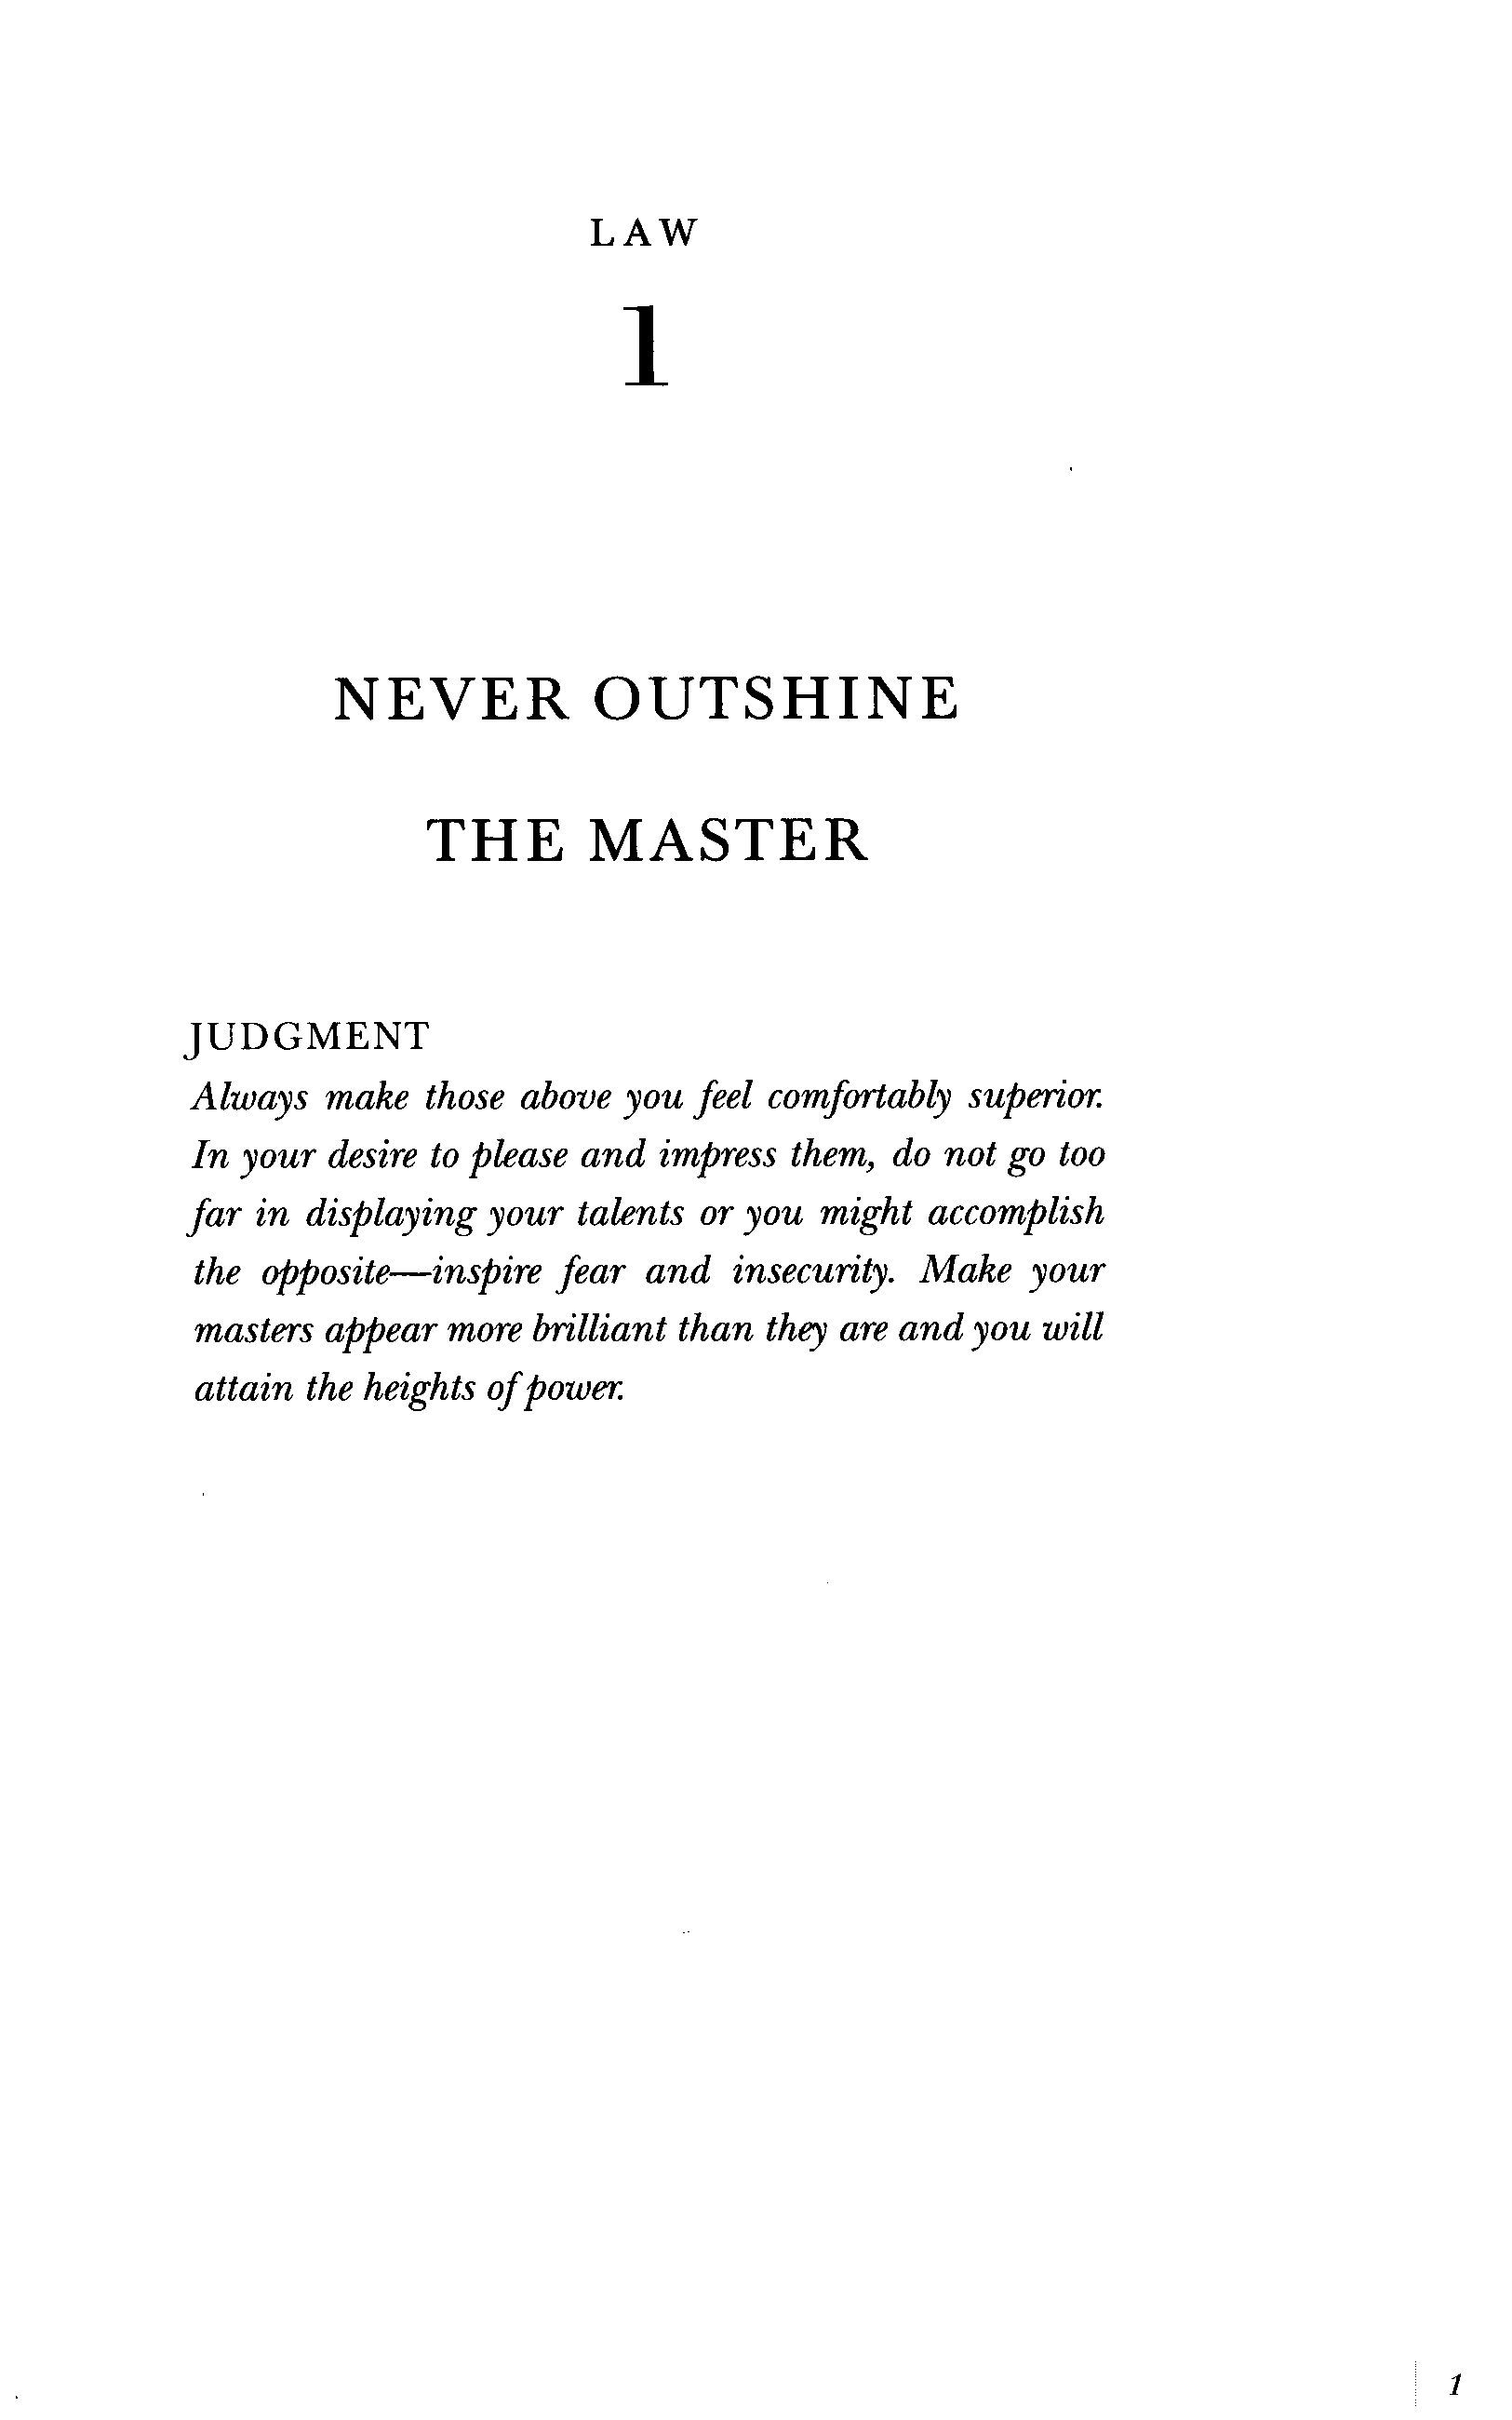 LAW
1
NEVER OUTSHINE
THE MASTER
JUDGMENT
Always make those above you feel comfortably superior.
In your desire to please and impress them, do not go too
far in displaying your talents or you might accomplish
the opposite—inspire fear and insecurity. Make your
masters appear more brilliant than they are and you will
attain the heights of power.
1